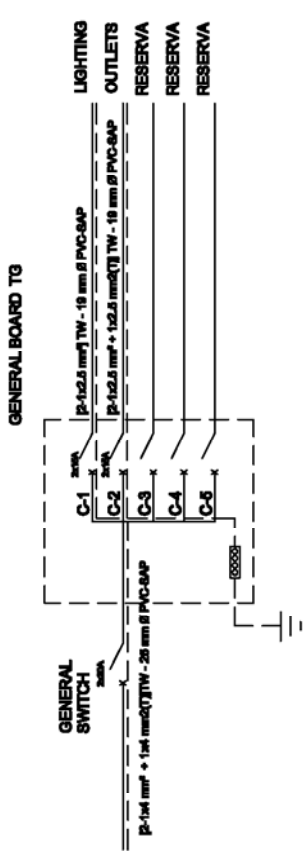 GENERAL BOARD TG
LIGHTING
OUTLETS
RESERVA
RESERVA
RESERVA
[2-1x2.5 mm²] TW - 19 mm Ø PVC-SAP
[2-1x2.5 mm² + 1x2.5 mm2(T)] TW - 19 mm Ø PVC-SAP
C-1
C-2
C-3
C-4
C-5
GENERAL
SWITCH
[2-1x4 mm² + 1x4 mm2(T)]TW - 25 mm Ø PVC-SAP